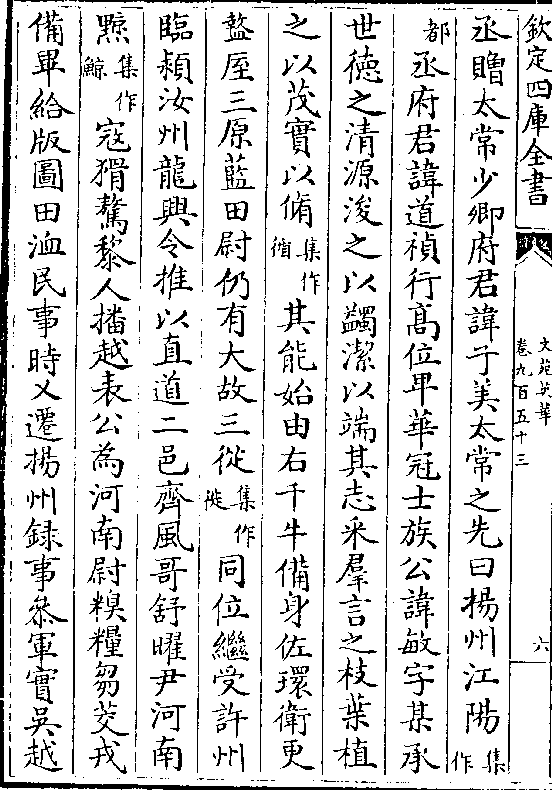 欽定四庫全書
文苑英華
卷九百五十三
六
丞贈太常少卿府君諱子美太常之先曰揚州江陽集作
都丞府君諱道禎行髙位卑華冠士族公諱敏字某承
世徳之清源浚之以蠲潔以端其志采羣言之枝葉植
之以茂實以脩集作循其能始由右千牛備身佐環衛更
盩厔三原藍田尉仍有大故三從集作徙同位繼受許州
臨潁汝州龍興令推以直道二邑齊風哥舒曜尹河南
黥集作鯨寇猾驁黎人播越表公為河南尉糗糧芻茭戎
備畢給版圖田洫民事時乂遷揚州録事叅軍實吳越